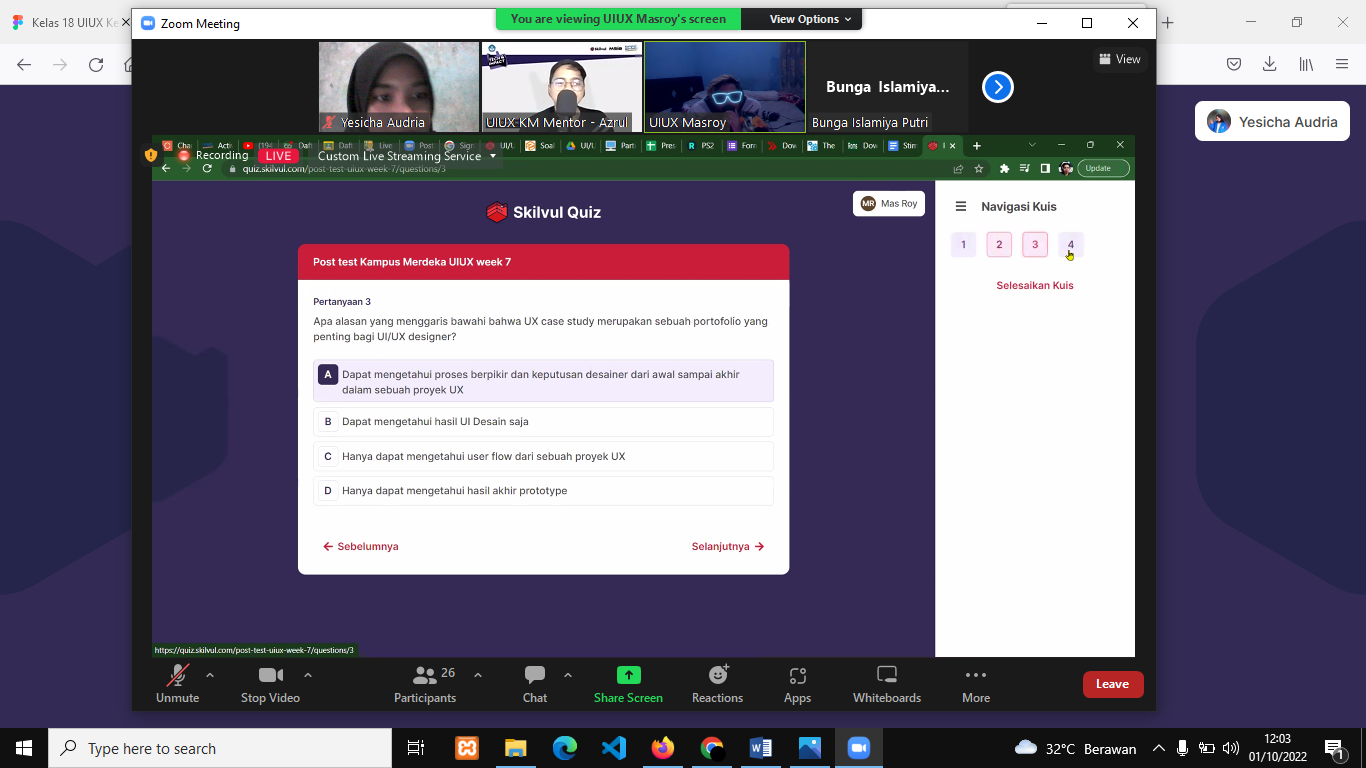 Kelas 18 UIUX Ke
Zoom Meeting
You are viewing UIUX Masroy's screen
View Options
View
Yesicha Audria
UIUX KM Mentor - Azrul
UIUX Masroy
Bunga Islamiya...
Bunga Islamiya Putri
Yesicha Audria
Recording
LIVE
Custom Live Streaming Service
Update
quiz.skilvul.com/post-test-uiux-week-7/questions/3
Skilvul Quiz
MR Mas Roy
Navigasi Kuis
1 2 3 4
Selesaikan Kuis
Post test Kampus Merdeka UIUX week 7
Pertanyaan 3
Apa alasan yang menggaris bawahi bahwa UX case study merupakan sebuah portofolio yang
penting bagi UI/UX designer?
A Dapat mengetahui proses berpikir dan keputusan desainer dari awal sampai akhir
dalam sebuah proyek UX
B Dapat mengetahui hasil UI Desain saja
C Hanya dapat mengetahui user flow dari sebuah proyek UX
D Hanya dapat mengetahui hasil akhir prototype
Sebelumnya
Selanjutnya
https://quiz.skilvul.com/post-test-uiux-week-7/questions/3
Unmute
Stop Video
26
Participants
Chat
Share Screen
Reactions
Apps
Whiteboards
More
Leave
Type here to search
32°C Berawan
12:03
01/10/2022
1